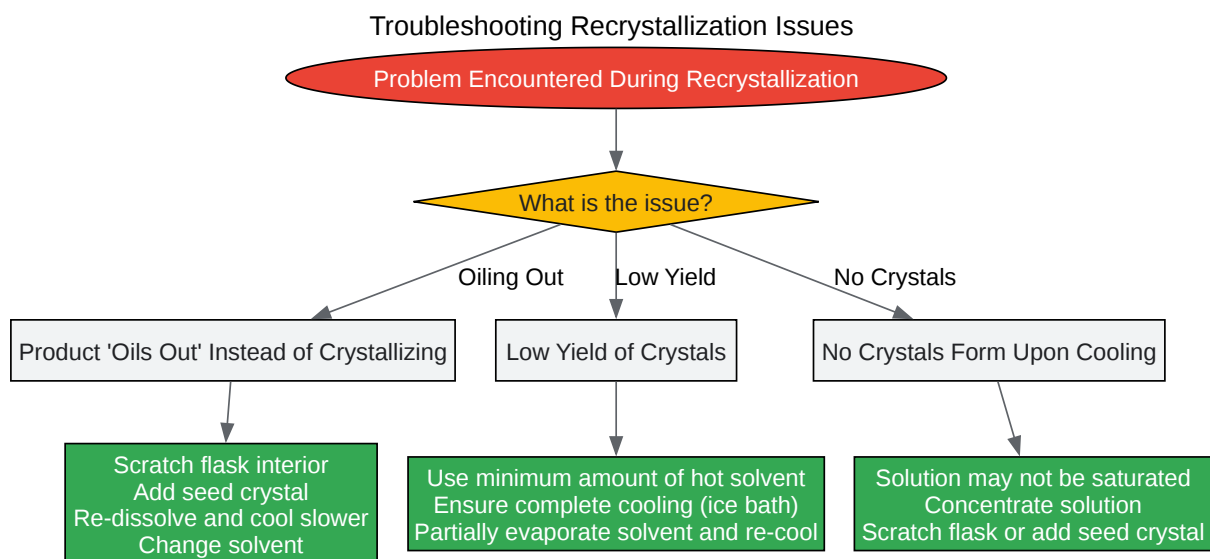 Troubleshooting Recrystallization Issues
Problem Encountered During Recrystallization
What is the issue?
Oiling Out
Low Yield
No Crystals
Product 'Oils Out' Instead of Crystallizing
Low Yield of Crystals
No Crystals Form Upon Cooling
Scratch flask interior
Add seed crystal
Re-dissolve and cool slower
Change solvent
Use minimum amount of hot solvent
Ensure complete cooling (ice bath)
Partially evaporate solvent and re-cool
Solution may not be saturated
Concentrate solution
Scratch flask or add seed crystal